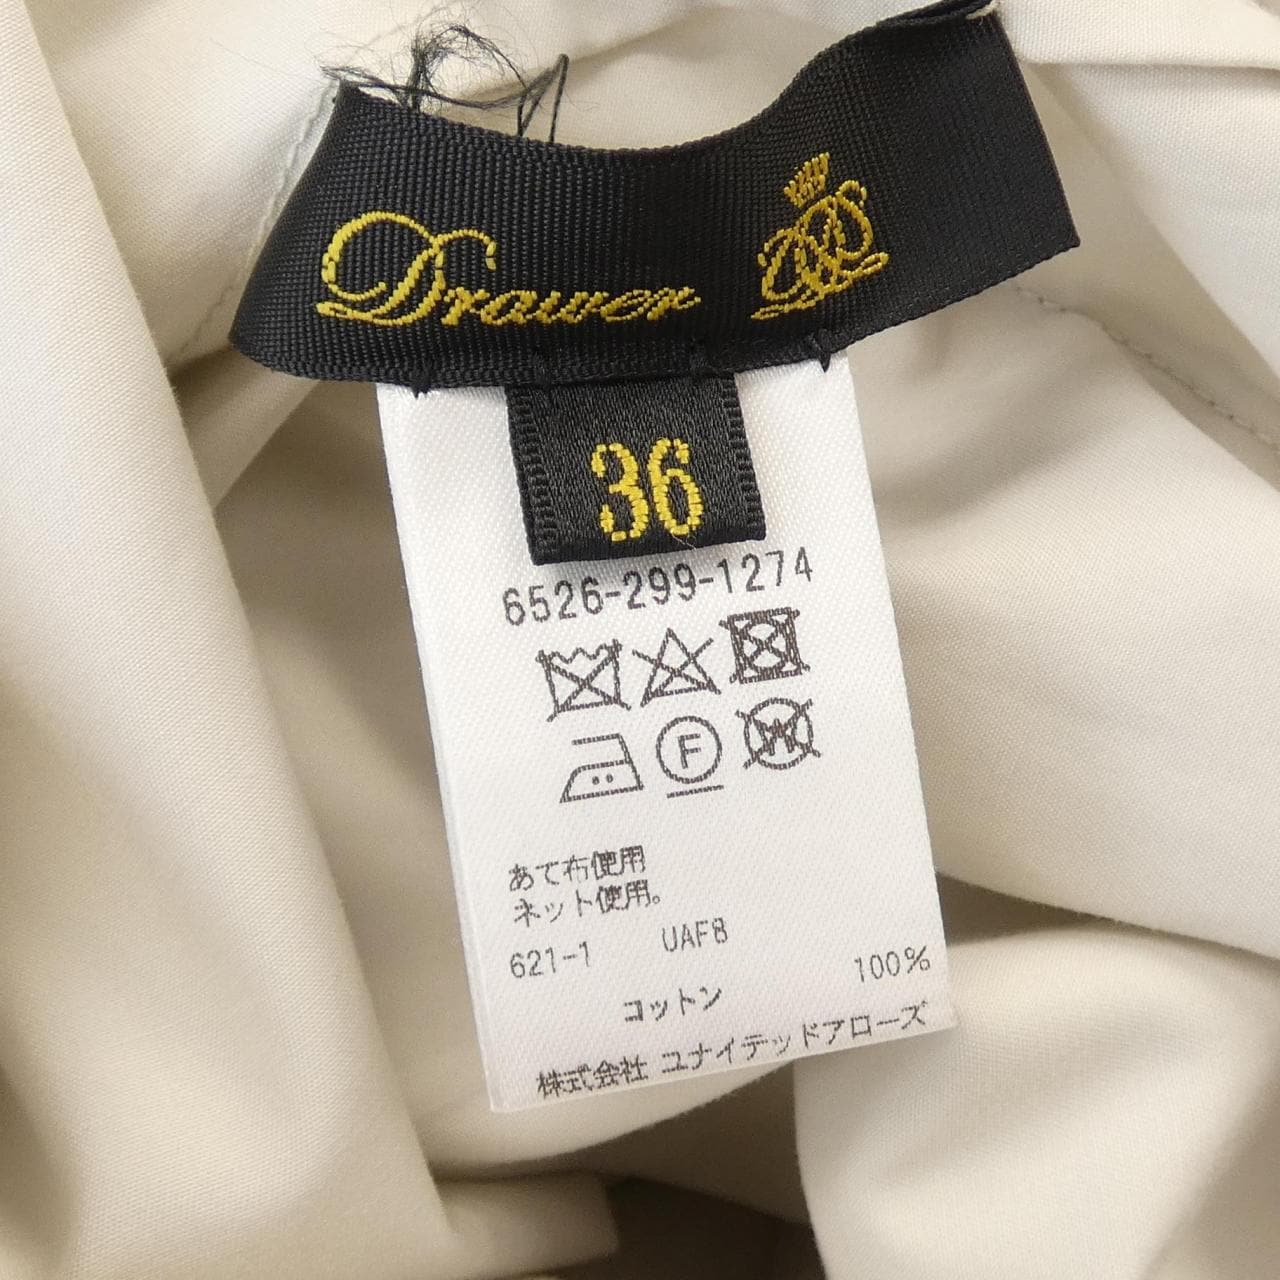 Drawer
36
6526-299-1274
F
W
あて布使用
ネット使用。
621-1 UAF8
コットン 100%
株式会社 ユナイテッドアローズ